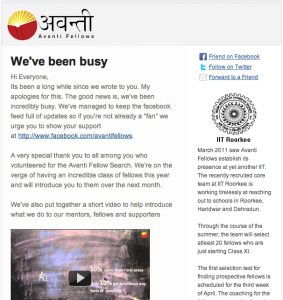 अवन्ती
Avanti Fellows
We've been busy
Hi Everyone,
Its been a long while since we wrote to you. My
apologies for this. The good news is, we've been
incredibly busy. We've managed to keep the facebook
feed full of updates so if you're not already a "fan" we
urge you to show your support
at http://www.facebook.com/avantifellows.
A very special thank you to all among you who
volunteered for the Avanti Fellow Search. We're on the
verge of having an incredible class of fellows this year
and will introduce you to them over the next month.
We've also put together a short video to help introduce
what we do to our mentors, fellows and supporters
Friend on Facebook
Follow on Twitter
Forward to a Friend
IIT Roorkee
March 2011 saw Avanti
Fellows establish its
presence at yet another IIT.
The recently recruited core
team at IIT Roorkee is
working tirelessly at reaching
out to schools in Roorkee,
Haridwar and Dehradun.
Through the course of the
summer, the team will select
atleast 20 fellows who are
just starting Class XI.
The first selection test for
finding prospective fellows is
scheduled for the third week
of April. The coaching for